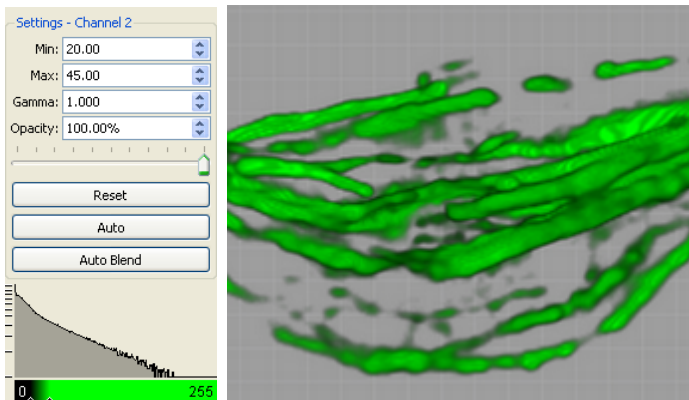 Settings - Channel 2
Min: 20.00
Max: 45.00
Gamma: 1.000
Opacity: 100.00%
Reset
Auto
Auto Blend
0 255